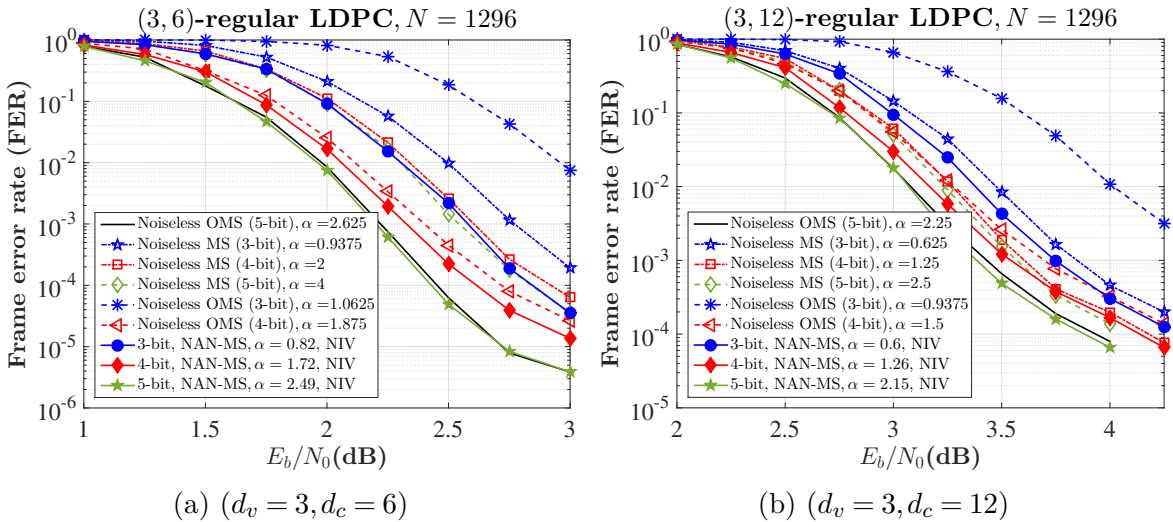 (3, 6)-regular LDPC, N = 1296
Frame error rate (FER)
10^0
10^-1
10^-2
10^-3
10^-4
10^-5
10^-6
Noiseless OMS (5-bit), α =2.625
Noiseless MS (3-bit), α =0.9375
Noiseless MS (4-bit), α =2
Noiseless MS (5-bit), α =4
Noiseless OMS (3-bit), α =1.0625
Noiseless OMS (4-bit), α =1.875
3-bit, NAN-MS, α = 0.82, NIV
4-bit, NAN-MS, α = 1.72, NIV
5-bit, NAN-MS, α = 2.49, NIV
1 1.5 2 2.5 3
E_b/N_0(dB)
(a) (d_v = 3, d_c = 6)
(3, 12)-regular LDPC, N = 1296
Frame error rate (FER)
10^0
10^-1
10^-2
10^-3
10^-4
10^-5
Noiseless OMS (5-bit), α =2.25
Noiseless MS (3-bit), α =0.625
Noiseless MS (4-bit), α =1.25
Noiseless MS (5-bit), α =2.5
Noiseless OMS (3-bit), α =0.9375
Noiseless OMS (4-bit), α =1.5
3-bit, NAN-MS, α = 0.6, NIV
4-bit, NAN-MS, α = 1.26, NIV
5-bit, NAN-MS, α = 2.15, NIV
2 2.5 3 3.5 4
E_b/N_0(dB)
(b) (d_v = 3, d_c = 12)